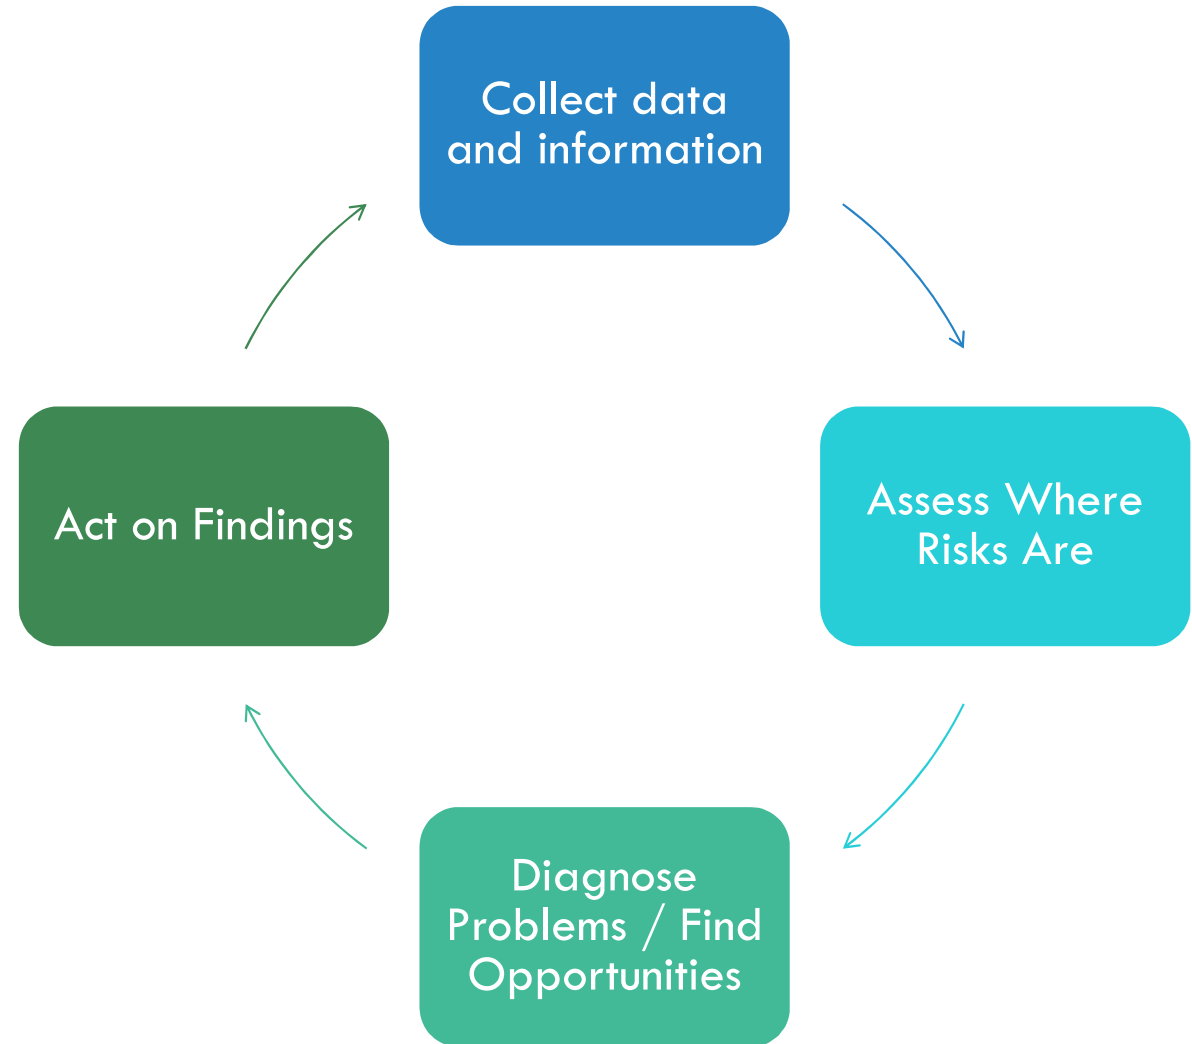 Collect data
and information
Assess Where
Risks Are
Diagnose
Problems / Find
Opportunities
Act on Findings